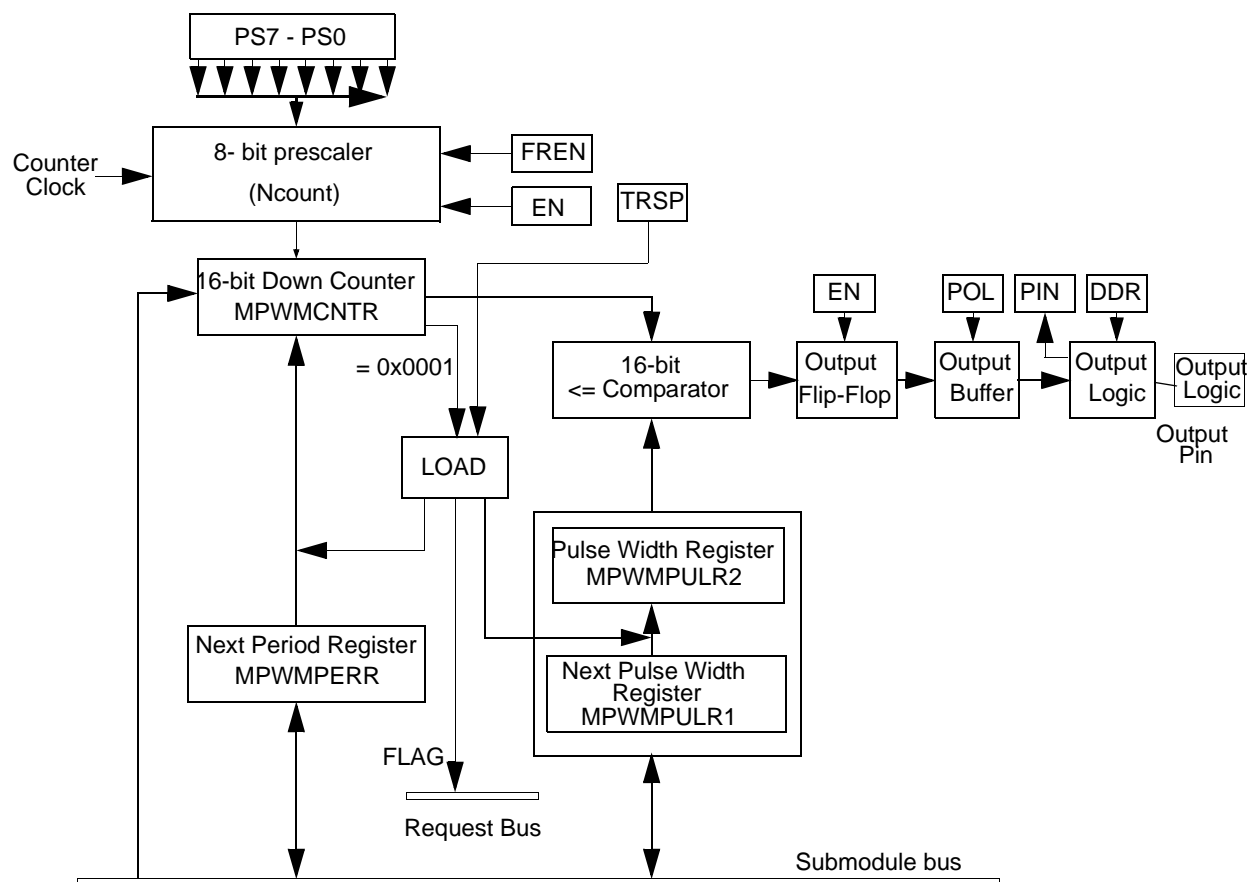 PS7 - PS0
8- bit prescaler
(Ncount)
Counter
Clock
FREN
EN
TRSP
16-bit Down Counter
MPWMCNTR
= 0x0001
16-bit
<= Comparator
EN
POL
PIN
DDR
Output
Flip-Flop
Output
Buffer
Output
Logic
Output
Logic
Output
Pin
LOAD
Pulse Width Register
MPWMPULR2
Next Period Register
MPWMPERR
Next Pulse Width
Register
MPWMPULR1
FLAG
Request Bus
Submodule bus